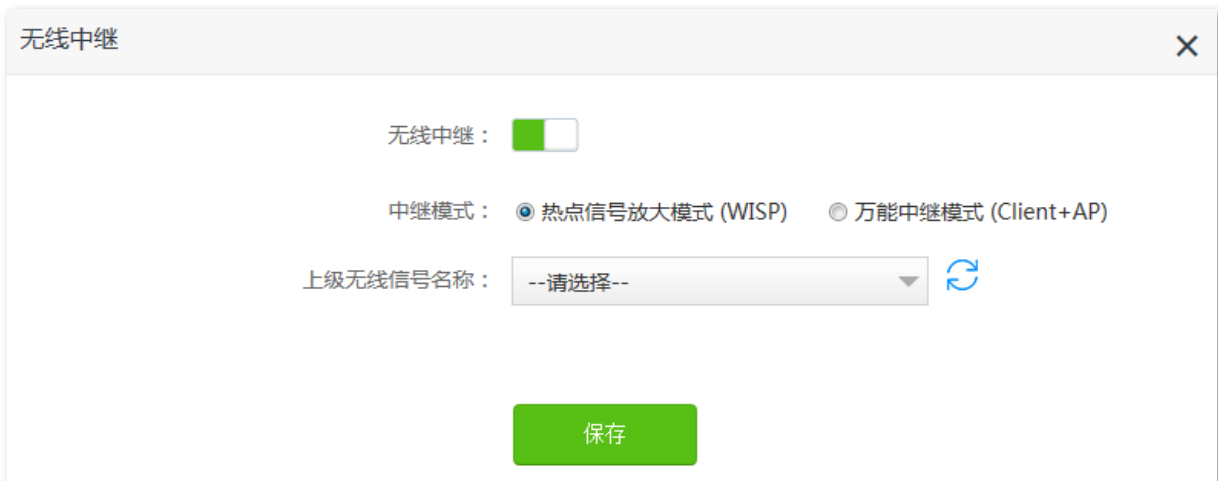 无线中继
无线中继：
中继模式： 热点信号放大模式 (WISP) 万能中继模式 (Client+AP)
上级无线信号名称： --请选择--
保存